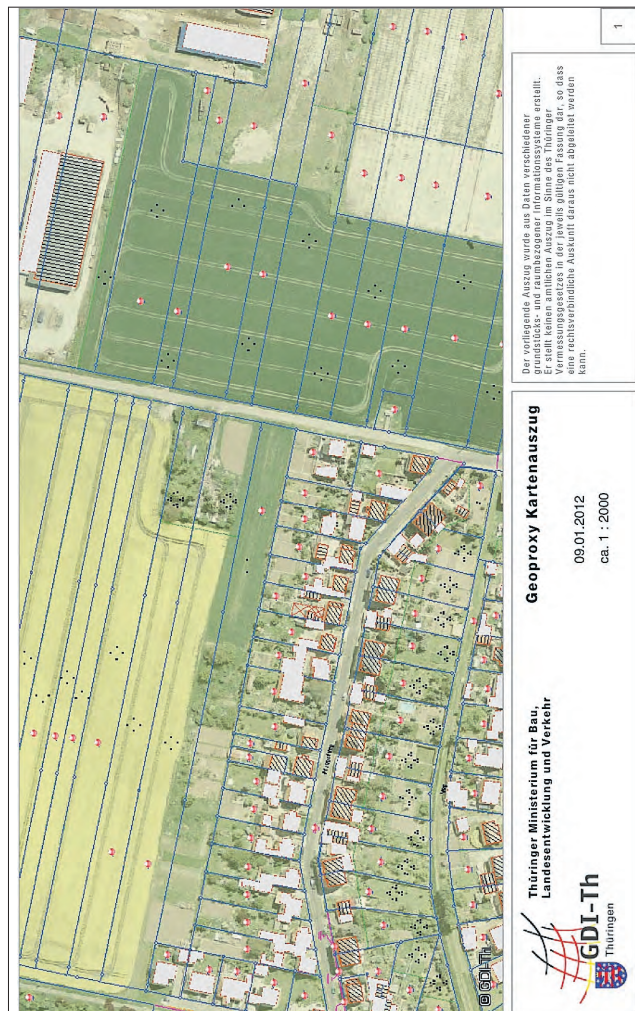 © GDI-Th
GDI-Th
Thüringen
Thüringer Ministerium für Bau,
Landesentwicklung und Verkehr
Geoproxy Kartenauszug
09.01.2012
ca. 1 : 2000
Der vorliegende Auszug wurde aus Daten verschiedener
grundstücks- und raumbezogener Informationssysteme erstellt.
Er stellt keinen amtlichen Auszug im Sinne des Thüringer
Vermessungsgesetzes in der jeweils gültigen Fassung dar, so dass
eine rechtsverbindliche Auskunft daraus nicht abgeleitet werden
kann.
1